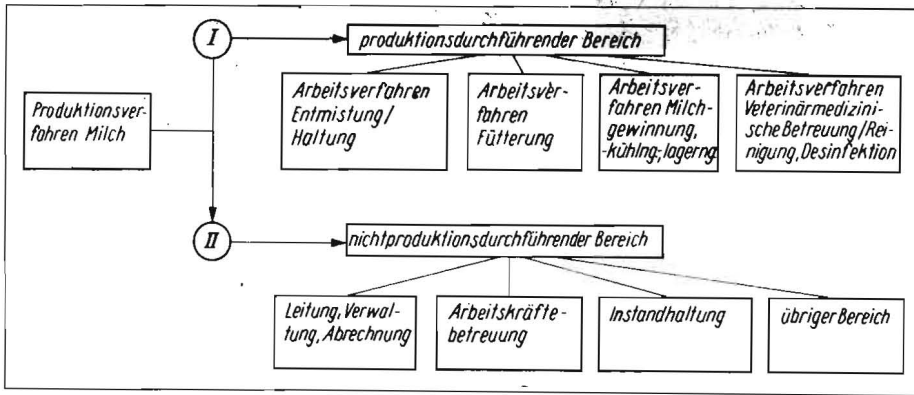 I
produktionsdurchführender Bereich
Produktionsver-
fahren Milch
Arbeitsverfahren
Entmistung/
Haltung
Arbeitsver-
fahren
Fütterung
Arbeitsver-
fahren Milch-
gewinnung,
-kühlng,-lagerng
Arbeitsverfahren
Veterinärmedizini-
sche Betreuung/Rei-
nigung, Desinfektion
II
nichtproduktionsdurchführender Bereich
Leitung, Verwal-
tung, Abrechnung
Arbeitskräfte-
betreuung
Instandhaltung
übriger Bereich